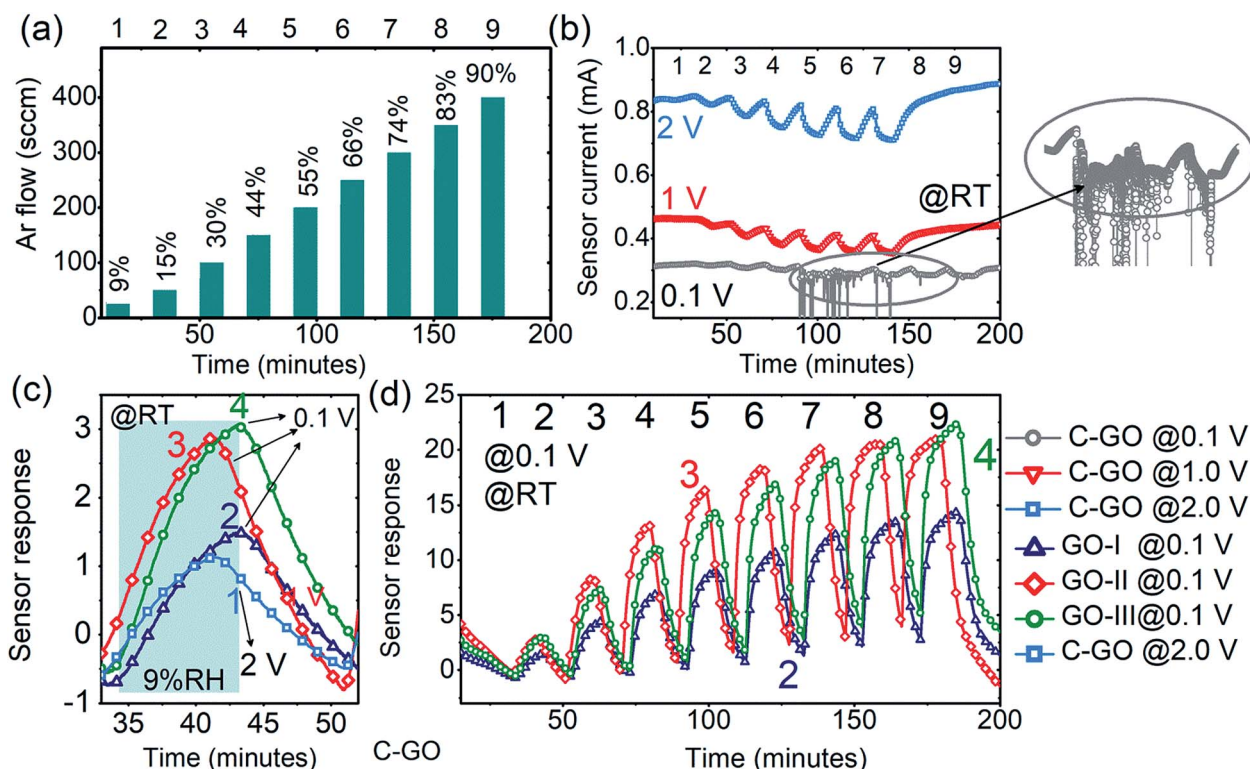 (a)
1 2 3 4 5 6 7 8 9
Ar flow (sccm)
400
300
200
100
0
9%
15%
30%
44%
55%
66%
74%
83%
90%
50 100 150 200
Time (minutes)
(b)
Sensor current (mA)
1.0
0.8
0.6
0.4
0.2
1 2 3 4 5 6 7 8 9
2 V
1 V
@RT
0.1 V
50 100 150 200
Time (minutes)
(c)
Sensor response
3
2
1
0
-1
@RT
4
0.1 V
3
2
1
1 V
2 V
9%RH
35 40 45 50
Time (minutes)
C-GO
(d)
Sensor response
25
20
15
10
5
0
1 2 3 4 5 6 7 8 9
@0.1 V
@RT
3
4
2
50 100 150 200
Time (minutes)
C-GO @0.1 V
C-GO @1.0 V
C-GO @2.0 V
GO-I @0.1 V
GO-II @0.1 V
GO-III@0.1 V
C-GO @2.0 V